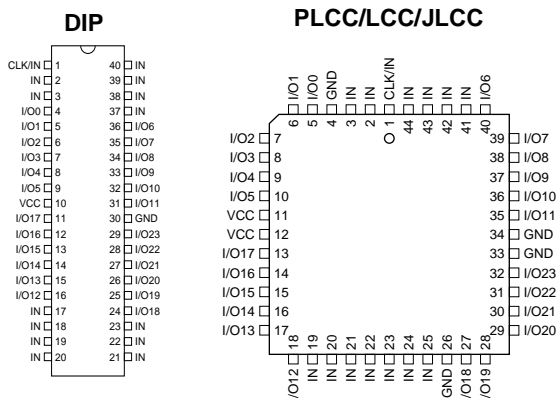 DIP
PLCC/LCC/JLCC
CLK/IN 1 40 IN
IN 2 39 IN
IN 3 38 IN
I/O0 4 37 IN
I/O1 5 36 I/O6
I/O2 6 35 I/O7
I/O3 7 34 I/O8
I/O4 8 33 I/O9
I/O5 9 32 I/O10
VCC 10 31 I/O11
I/O17 11 30 GND
I/O16 12 29 I/O23
I/O15 13 28 I/O22
I/O14 14 27 I/O21
I/O13 15 26 I/O20
I/O12 16 25 I/O19
IN 17 24 I/O18
IN 18 23 IN
IN 19 22 IN
IN 20 21 IN
I/O1 I/O0 GND IN IN CLK/IN IN IN IN IN I/O6
6 5 4 3 2 1 44 43 42 41 40
I/O2 7 39 I/O7
I/O3 8 38 I/O8
I/O4 9 37 I/O9
I/O5 10 36 I/O10
VCC 11 35 I/O11
VCC 12 34 GND
I/O17 13 33 GND
I/O16 14 32 I/O23
I/O15 15 31 I/O22
I/O14 16 30 I/O21
I/O13 17 29 I/O20
18 19 20 21 22 23 24 25 26 27 28
I/O12 IN IN IN IN IN IN IN GND I/O18 I/O19